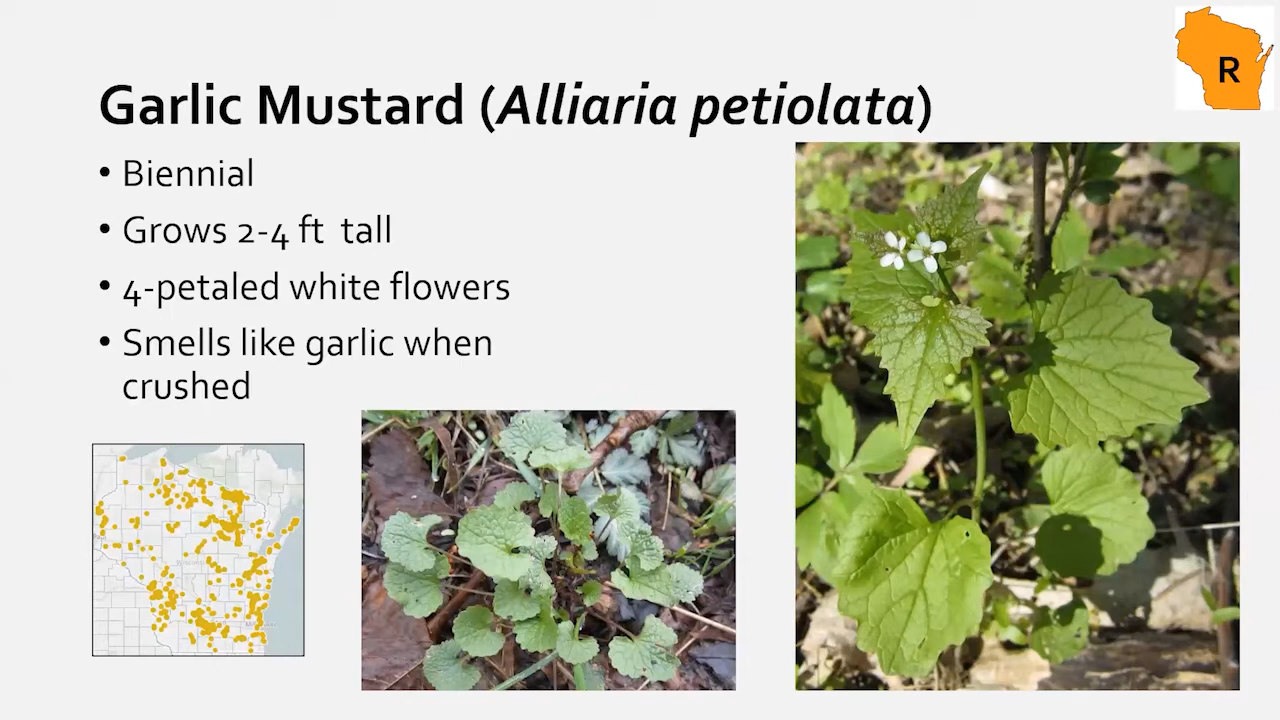 R
Garlic Mustard (Alliaria petiolata)
• Biennial
• Grows 2-4 ft tall
• 4-petaled white flowers
• Smells like garlic when
crushed